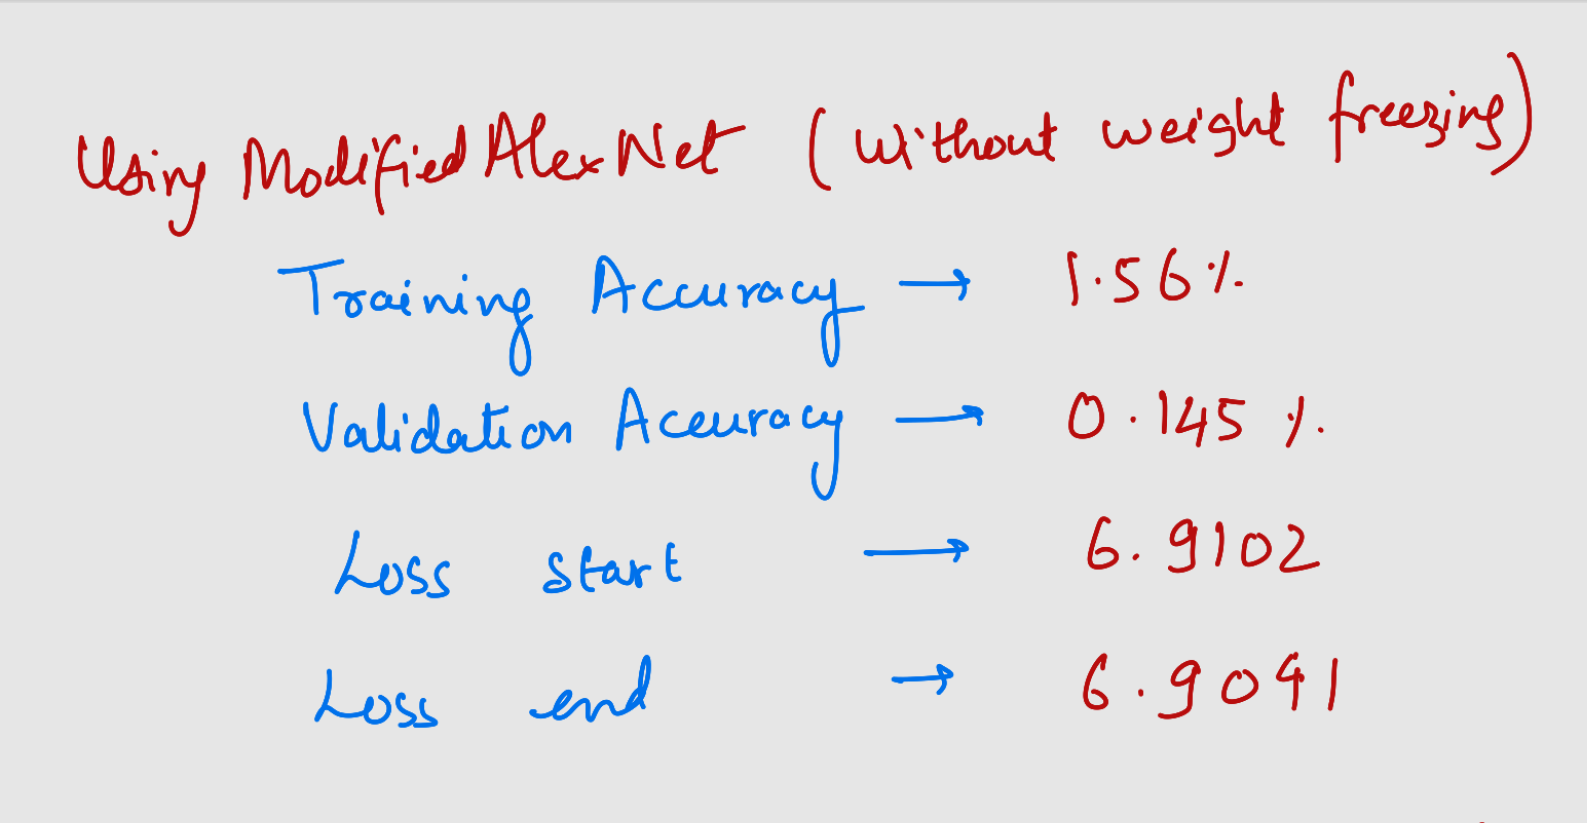 Using Modified AlexNet (without weight freezing)
Training Accuracy → 1.56%
Validation Accuracy → 0.145 %
Loss start → 6.9102
Loss end → 6.9091